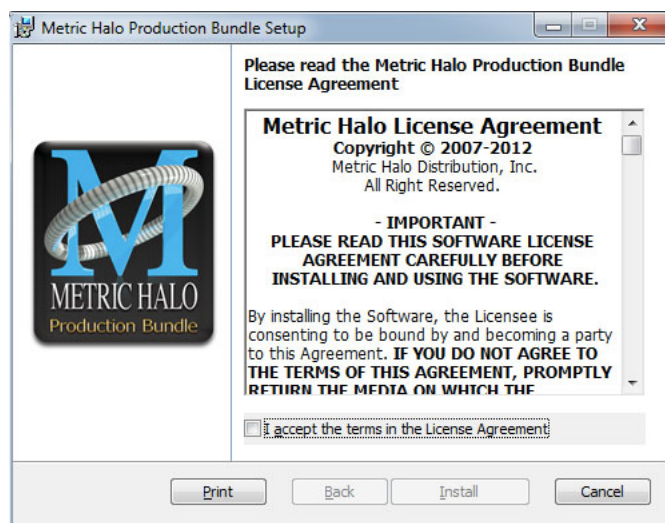 Metric Halo Production Bundle Setup
Please read the Metric Halo Production Bundle
License Agreement
Metric Halo License Agreement
Copyright © 2007-2012
Metric Halo Distribution, Inc.
All Right Reserved.
- IMPORTANT -
PLEASE READ THIS SOFTWARE LICENSE
AGREEMENT CAREFULLY BEFORE
INSTALLING AND USING THE SOFTWARE.
By installing the Software, the Licensee is
consenting to be bound by and becoming a party
to this Agreement. IF YOU DO NOT AGREE TO
THE TERMS OF THIS AGREEMENT, PROMPTLY
RETURN THE MEDIA ON WHICH THE
M
METRIC HALO
Production Bundle
I accept the terms in the License Agreement
Print
Back
Install
Cancel